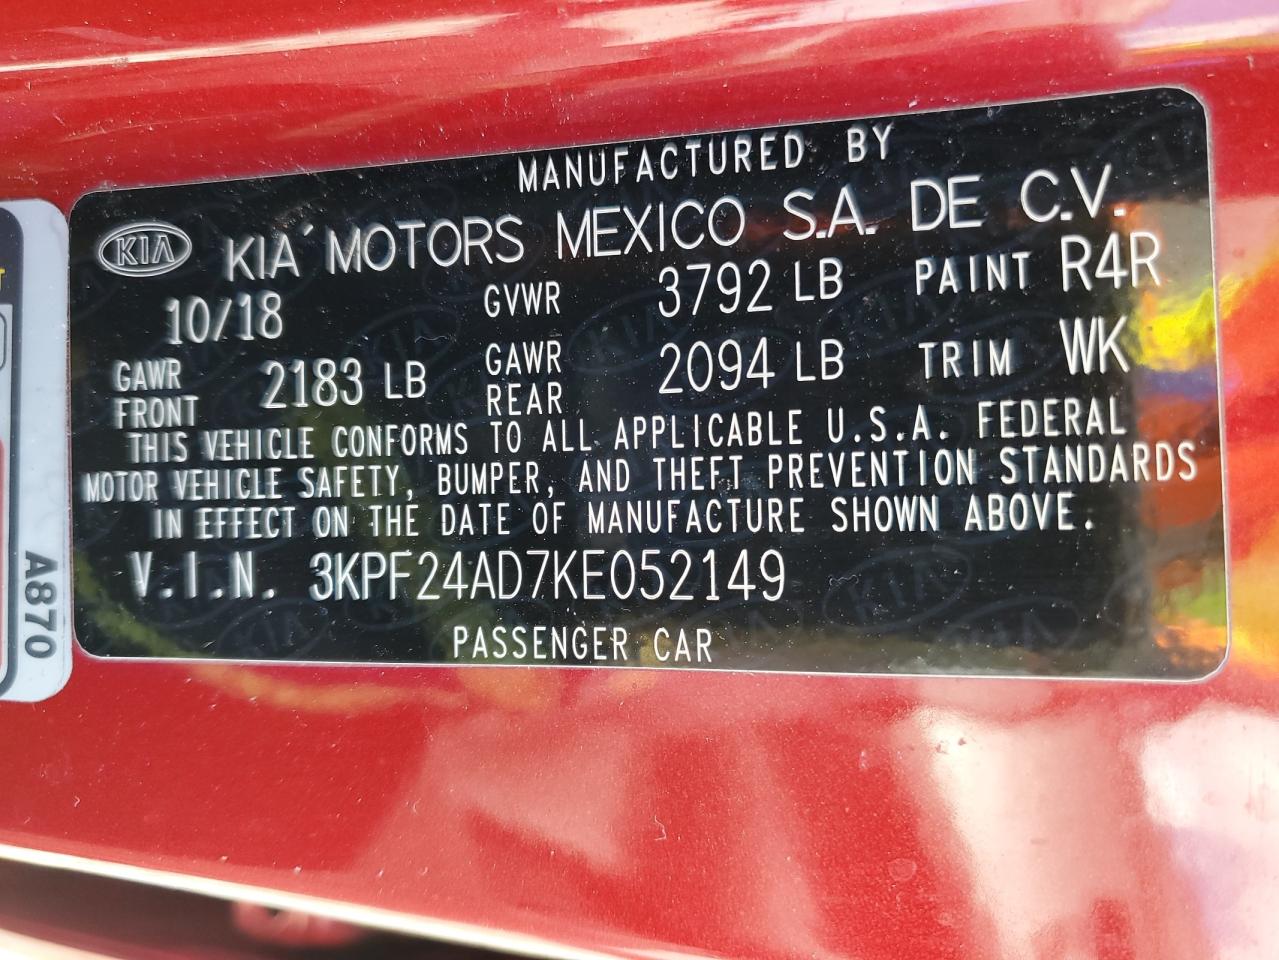 MANUFACTURED BY
KIA KIA MOTORS MEXICO S.A. DE C.V.
10/18 GVWR 3792 LB PAINT R4R
GAWR FRONT 2183 LB GAWR REAR 2094 LB TRIM WK
THIS VEHICLE CONFORMS TO ALL APPLICABLE U.S.A. FEDERAL
MOTOR VEHICLE SAFETY, BUMPER, AND THEFT PREVENTION STANDARDS
IN EFFECT ON THE DATE OF MANUFACTURE SHOWN ABOVE.
V.I.N. 3KPF24AD7KE052149
PASSENGER CAR
A870